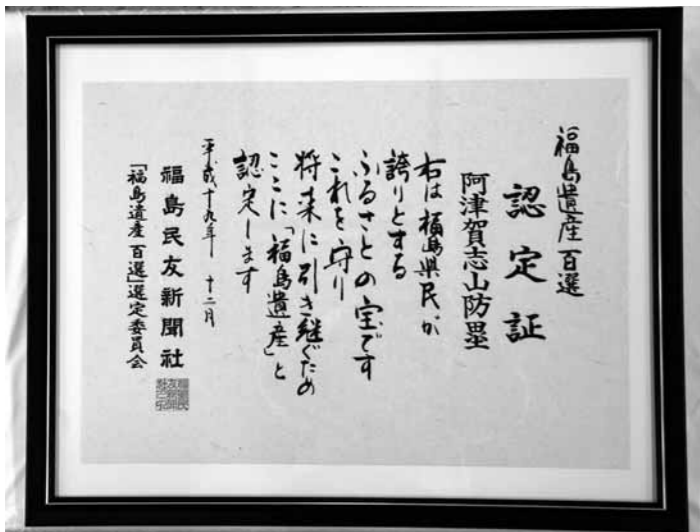 福島遺産百選
認定証
阿津賀志山防塁
右は福島県民が
誇りとする
ふるさとの宝です
これを守り
将来に引き継ぐため
ここに「福島遺産」と
認定します
平成十九年 十二月
福島民友新聞社
「福島遺産百選」選定委員会